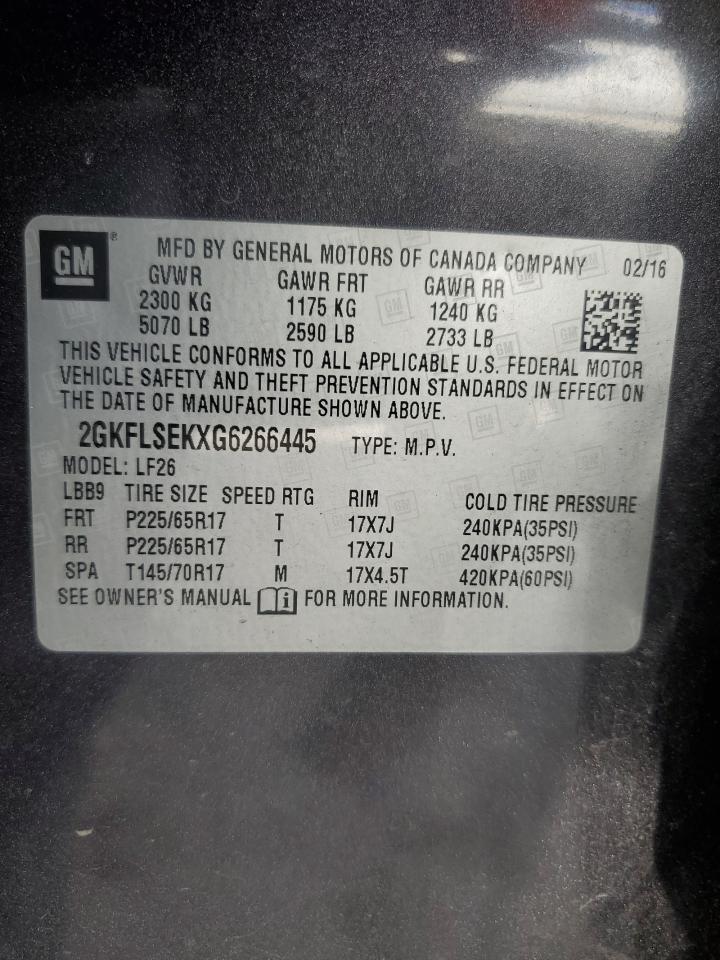 GM® MFD BY GENERAL MOTORS OF CANADA COMPANY 02/16
GVWR GAWR FRT GAWR RR
2300 KG 1175 KG 1240 KG
5070 LB 2590 LB 2733 LB
THIS VEHICLE CONFORMS TO ALL APPLICABLE U.S. FEDERAL MOTOR
VEHICLE SAFETY AND THEFT PREVENTION STANDARDS IN EFFECT ON
THE DATE OF MANUFACTURE SHOWN ABOVE.
2GKFLSEKXG6266445 TYPE: M.P.V.
MODEL: LF26
LBB9 TIRE SIZE SPEED RTG RIM COLD TIRE PRESSURE
FRT P225/65R17 T 17X7J 240KPA(35PSI)
RR P225/65R17 T 17X7J 240KPA(35PSI)
SPA T145/70R17 M 17X4.5T 420KPA(60PSI)
SEE OWNER'S MANUAL i FOR MORE INFORMATION.